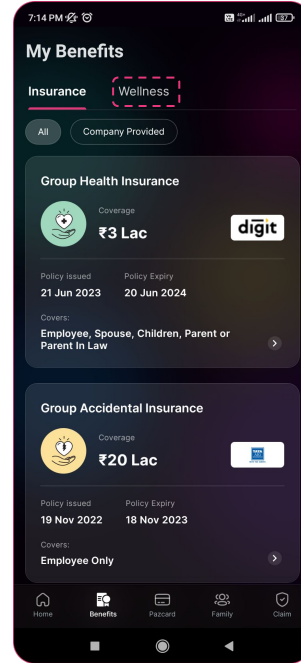 7:14 PM
37
My Benefits
Insurance Wellness
All Company Provided
Group Health Insurance
Coverage
₹3 Lac
digit
Policy issued Policy Expiry
21 Jun 2023 20 Jun 2024
Covers:
Employee, Spouse, Children, Parent or
Parent In Law
Group Accidental Insurance
Coverage
₹20 Lac
TATA
Policy issued Policy Expiry
19 Nov 2022 18 Nov 2023
Covers:
Employee Only
Home Benefits Pazcard Family Claim